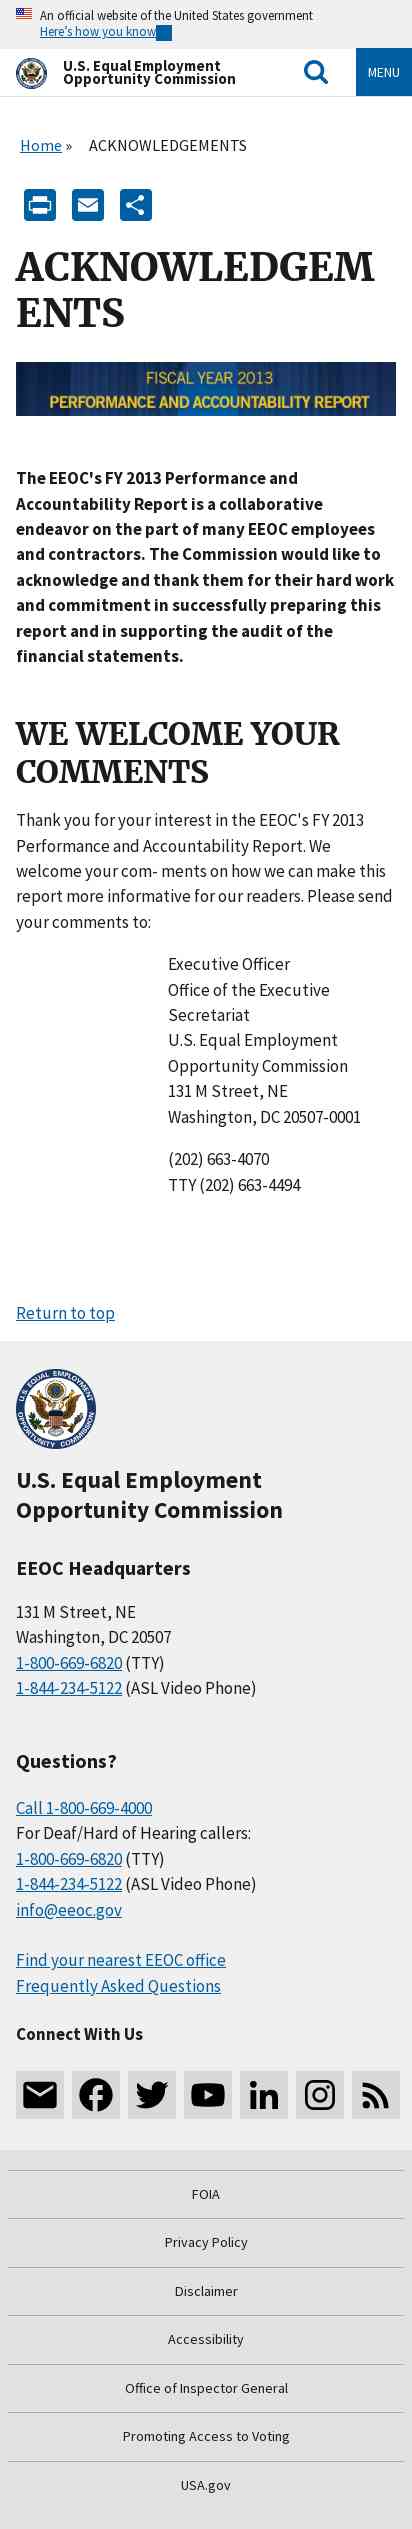 An official website of the United States government
Here's how you know
U.S. Equal Employment
Opportunity Commission
MENU
Home » ACKNOWLEDGEMENTS
ACKNOWLEDGEM
ENTS
FISCAL YEAR 2013
PERFORMANCE AND ACCOUNTABILITY REPORT
The EEOC's FY 2013 Performance and
Accountability Report is a collaborative
endeavor on the part of many EEOC employees
and contractors. The Commission would like to
acknowledge and thank them for their hard work
and commitment in successfully preparing this
report and in supporting the audit of the
financial statements.
WE WELCOME YOUR
COMMENTS
Thank you for your interest in the EEOC's FY 2013
Performance and Accountability Report. We
welcome your com- ments on how we can make this
report more informative for our readers. Please send
your comments to:
Executive Officer
Office of the Executive
Secretariat
U.S. Equal Employment
Opportunity Commission
131 M Street, NE
Washington, DC 20507-0001
(202) 663-4070
TTY (202) 663-4494
Return to top
U.S. EQUAL EMPLOYMENT
OPPORTUNITY COMMISSION
U.S. Equal Employment
Opportunity Commission
EEOC Headquarters
131 M Street, NE
Washington, DC 20507
1-800-669-6820 (TTY)
1-844-234-5122 (ASL Video Phone)
Questions?
Call 1-800-669-4000
For Deaf/Hard of Hearing callers:
1-800-669-6820 (TTY)
1-844-234-5122 (ASL Video Phone)
info@eeoc.gov
Find your nearest EEOC office
Frequently Asked Questions
Connect With Us
FOIA
Privacy Policy
Disclaimer
Accessibility
Office of Inspector General
Promoting Access to Voting
USA.gov